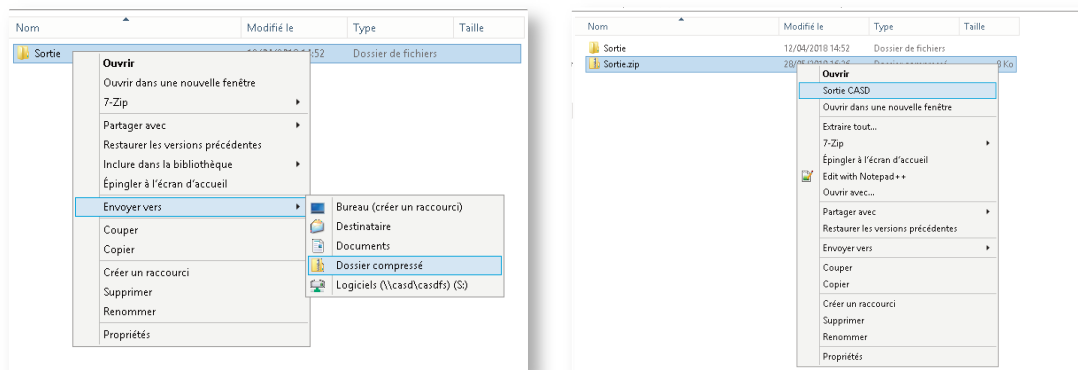 Nom Modifié le Type Taille
Sortie 14:52 Dossier de fichiers
Ouvrir
Ouvrir dans une nouvelle fenêtre
7-Zip
Partager avec
Restaurer les versions précédentes
Inclure dans la bibliothèque
Épingler à l'écran d'accueil
Envoyer vers
Couper
Copier
Créer un raccourci
Supprimer
Renommer
Propriétés
Bureau (créer un raccourci)
Destinataire
Documents
Dossier compressé
Logiciels (\\casd\casdfs) (S:)
Nom Modifié le Type Taille
Sortie 12/04/2018 14:52 Dossier de fichiers
Sortie.zip Ko
Ouvrir
Sortie CASD
Ouvrir dans une nouvelle fenêtre
Extraire tout...
7-Zip
Épingler à l'écran d'accueil
Edit with Notepad++
Ouvrir avec...
Partager avec
Restaurer les versions précédentes
Envoyer vers
Couper
Copier
Créer un raccourci
Supprimer
Renommer
Propriétés